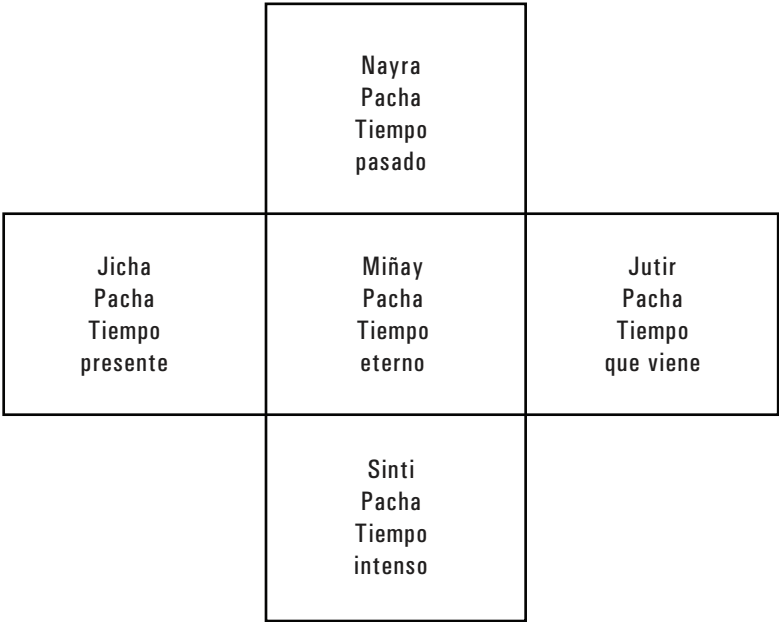 Nayra
Pacha
Tiempo
pasado
Jicha
Pacha
Tiempo
presente
Miñay
Pacha
Tiempo
eterno
Jutir
Pacha
Tiempo
que viene
Sinti
Pacha
Tiempo
intenso